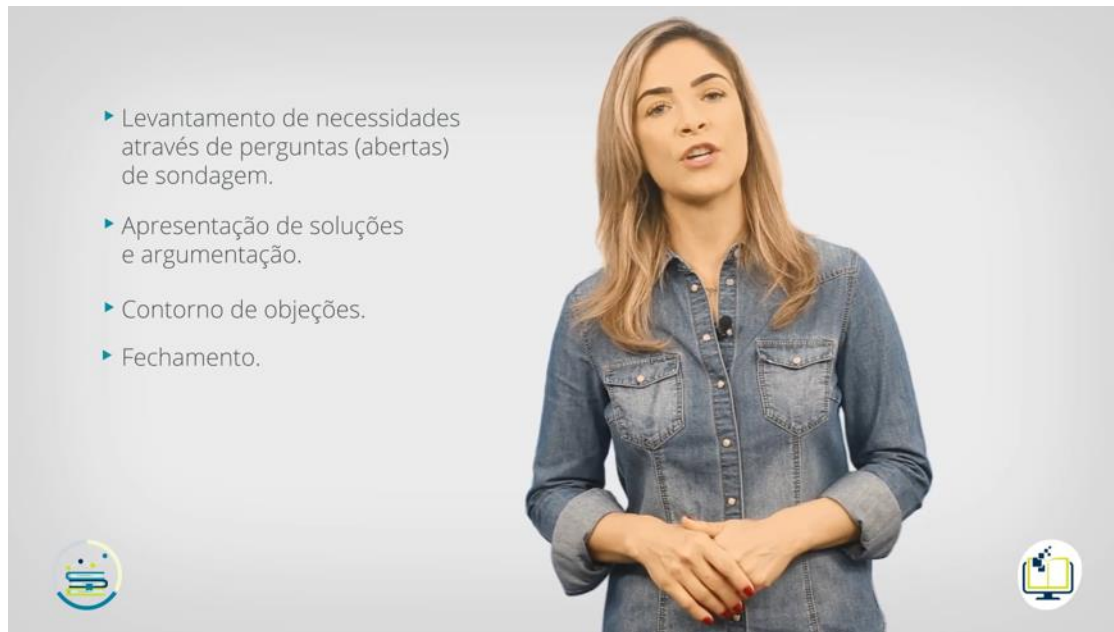 Levantamento de necessidades
através de perguntas (abertas)
de sondagem.
Apresentação de soluções
e argumentação.
Contorno de objeções.
Fechamento.